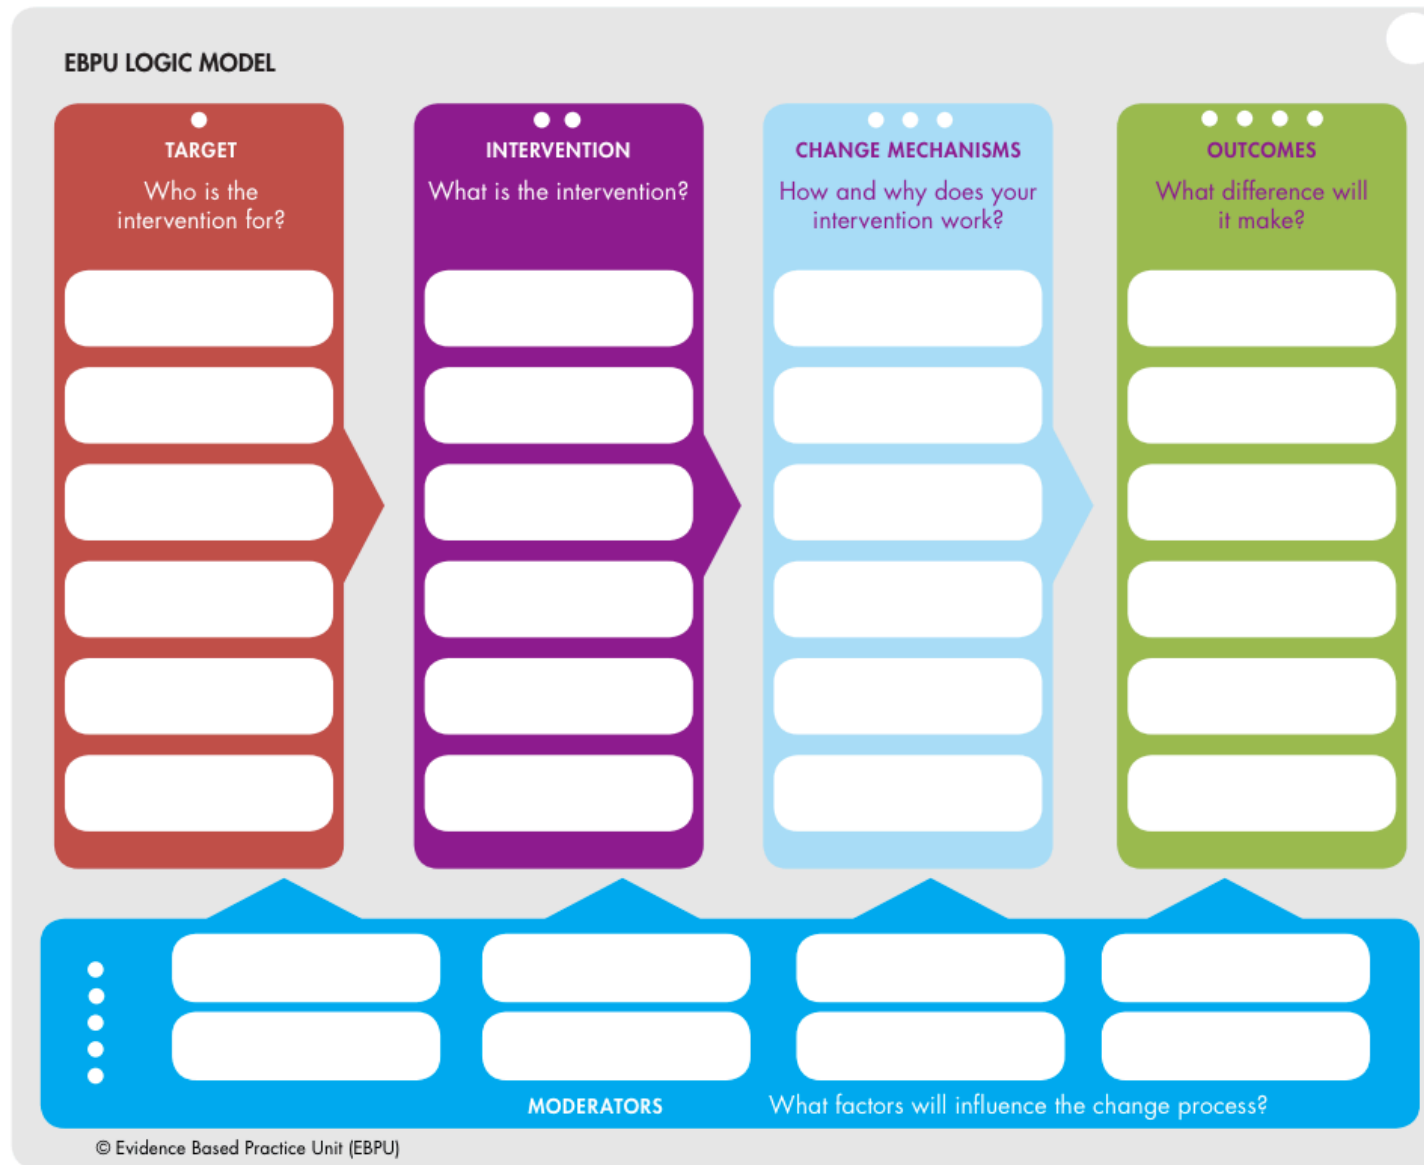 EBPU LOGIC MODEL
TARGET
Who is the
intervention for?
INTERVENTION
What is the intervention?
CHANGE MECHANISMS
How and why does your
intervention work?
OUTCOMES
What difference will
it make?
MODERATORS
What factors will influence the change process?
© Evidence Based Practice Unit (EBPU)